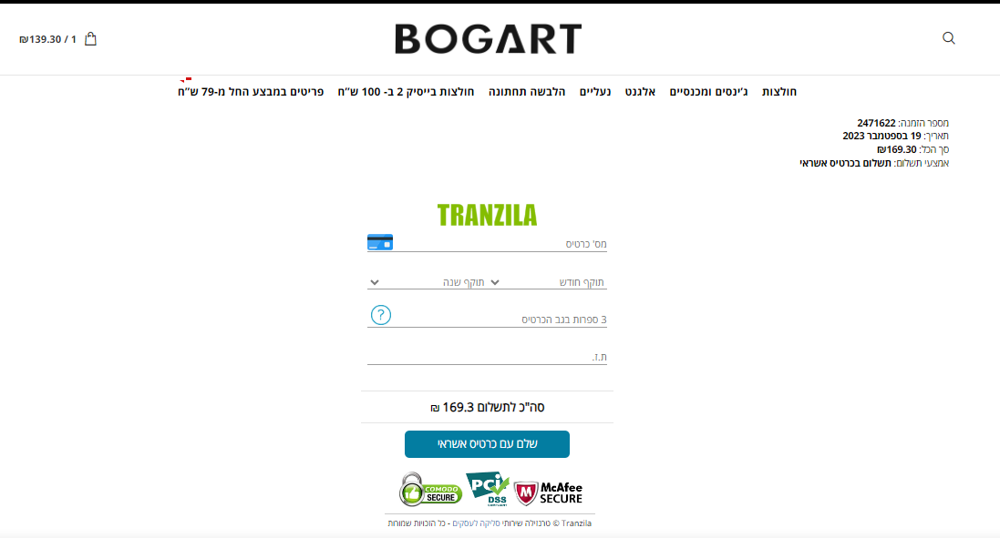 ₪139.30 / 1
BOGART
חולצות ג'ינסים ומכנסיים אלגנט נעליים הלבשה תחתונה חולצות בייסיק 2 ב- 100 ש"ח פריטים במבצע החל מ-79 ש"ח
מספר הזמנה: 2471622
תאריך: 19 בספטמבר 2023
סך הכל: ₪169.30
אמצעי תשלום: תשלום בכרטיס אשראי
TRANZILA
מס' כרטיס
תוקף חודש תוקף שנה
3 ספרות בגב הכרטיס
?
ת.ז.
סה"כ לתשלום 169.3 ₪
שלם עם כרטיס אשראי
COMODO SECURE
PCI DSS COMPLIANT
McAfee SECURE
Tranzila © טרנזילה שירותי סליקה לעסקים - כל הזכויות שמורות